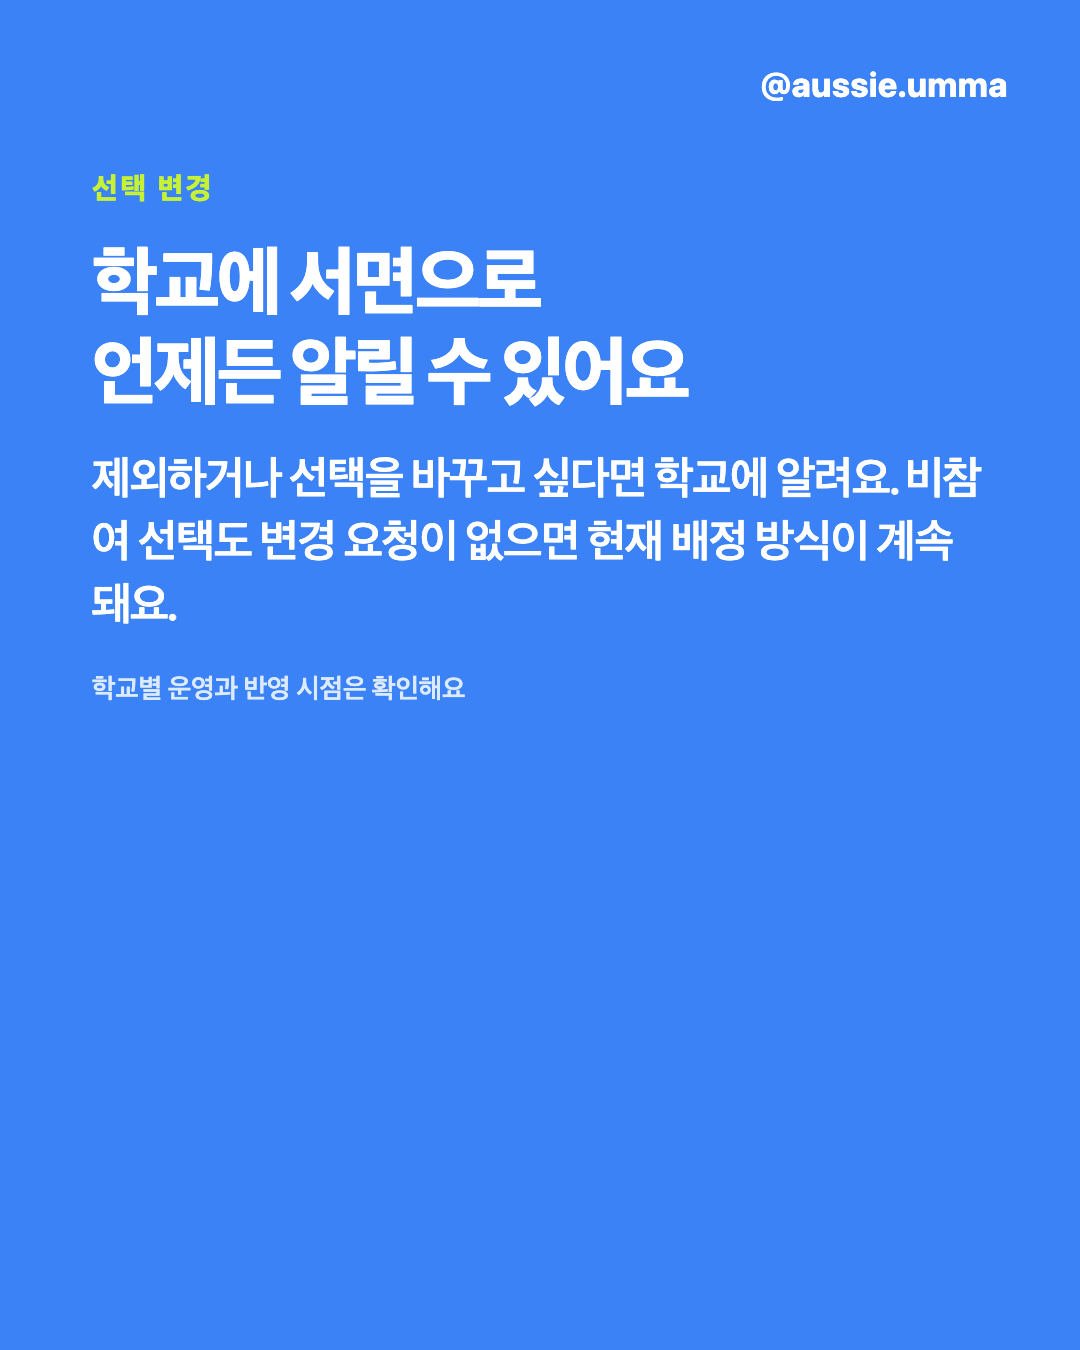 @aussie.umma
선택 변경
학교에 서면으로
언제든 알릴 수 있어요
제외하거나 선택을 바꾸고 싶다면 학교에 알려요. 비참
여 선택도 변경 요청이 없으면 현재 배정 방식이 계속
돼요.
학교별 운영과 반영 시점은 확인해요